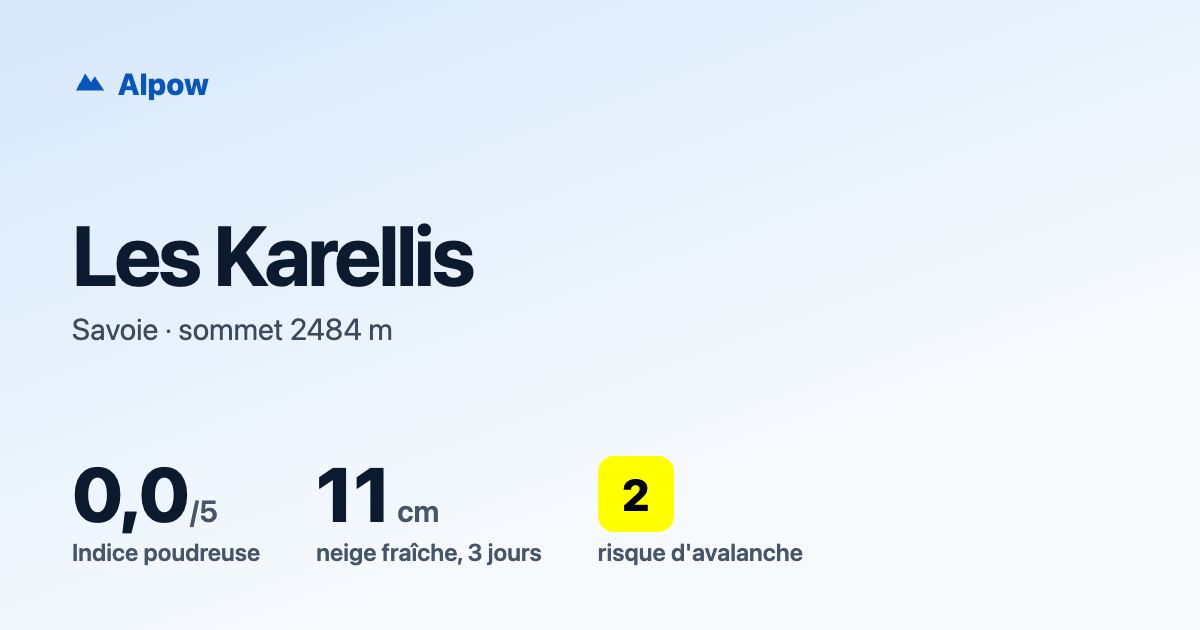 Alpow
Les Karellis
Savoie · sommet 2484 m
0,0/5
Indice poudreuse
11 cm
neige fraîche, 3 jours
2
risque d'avalanche